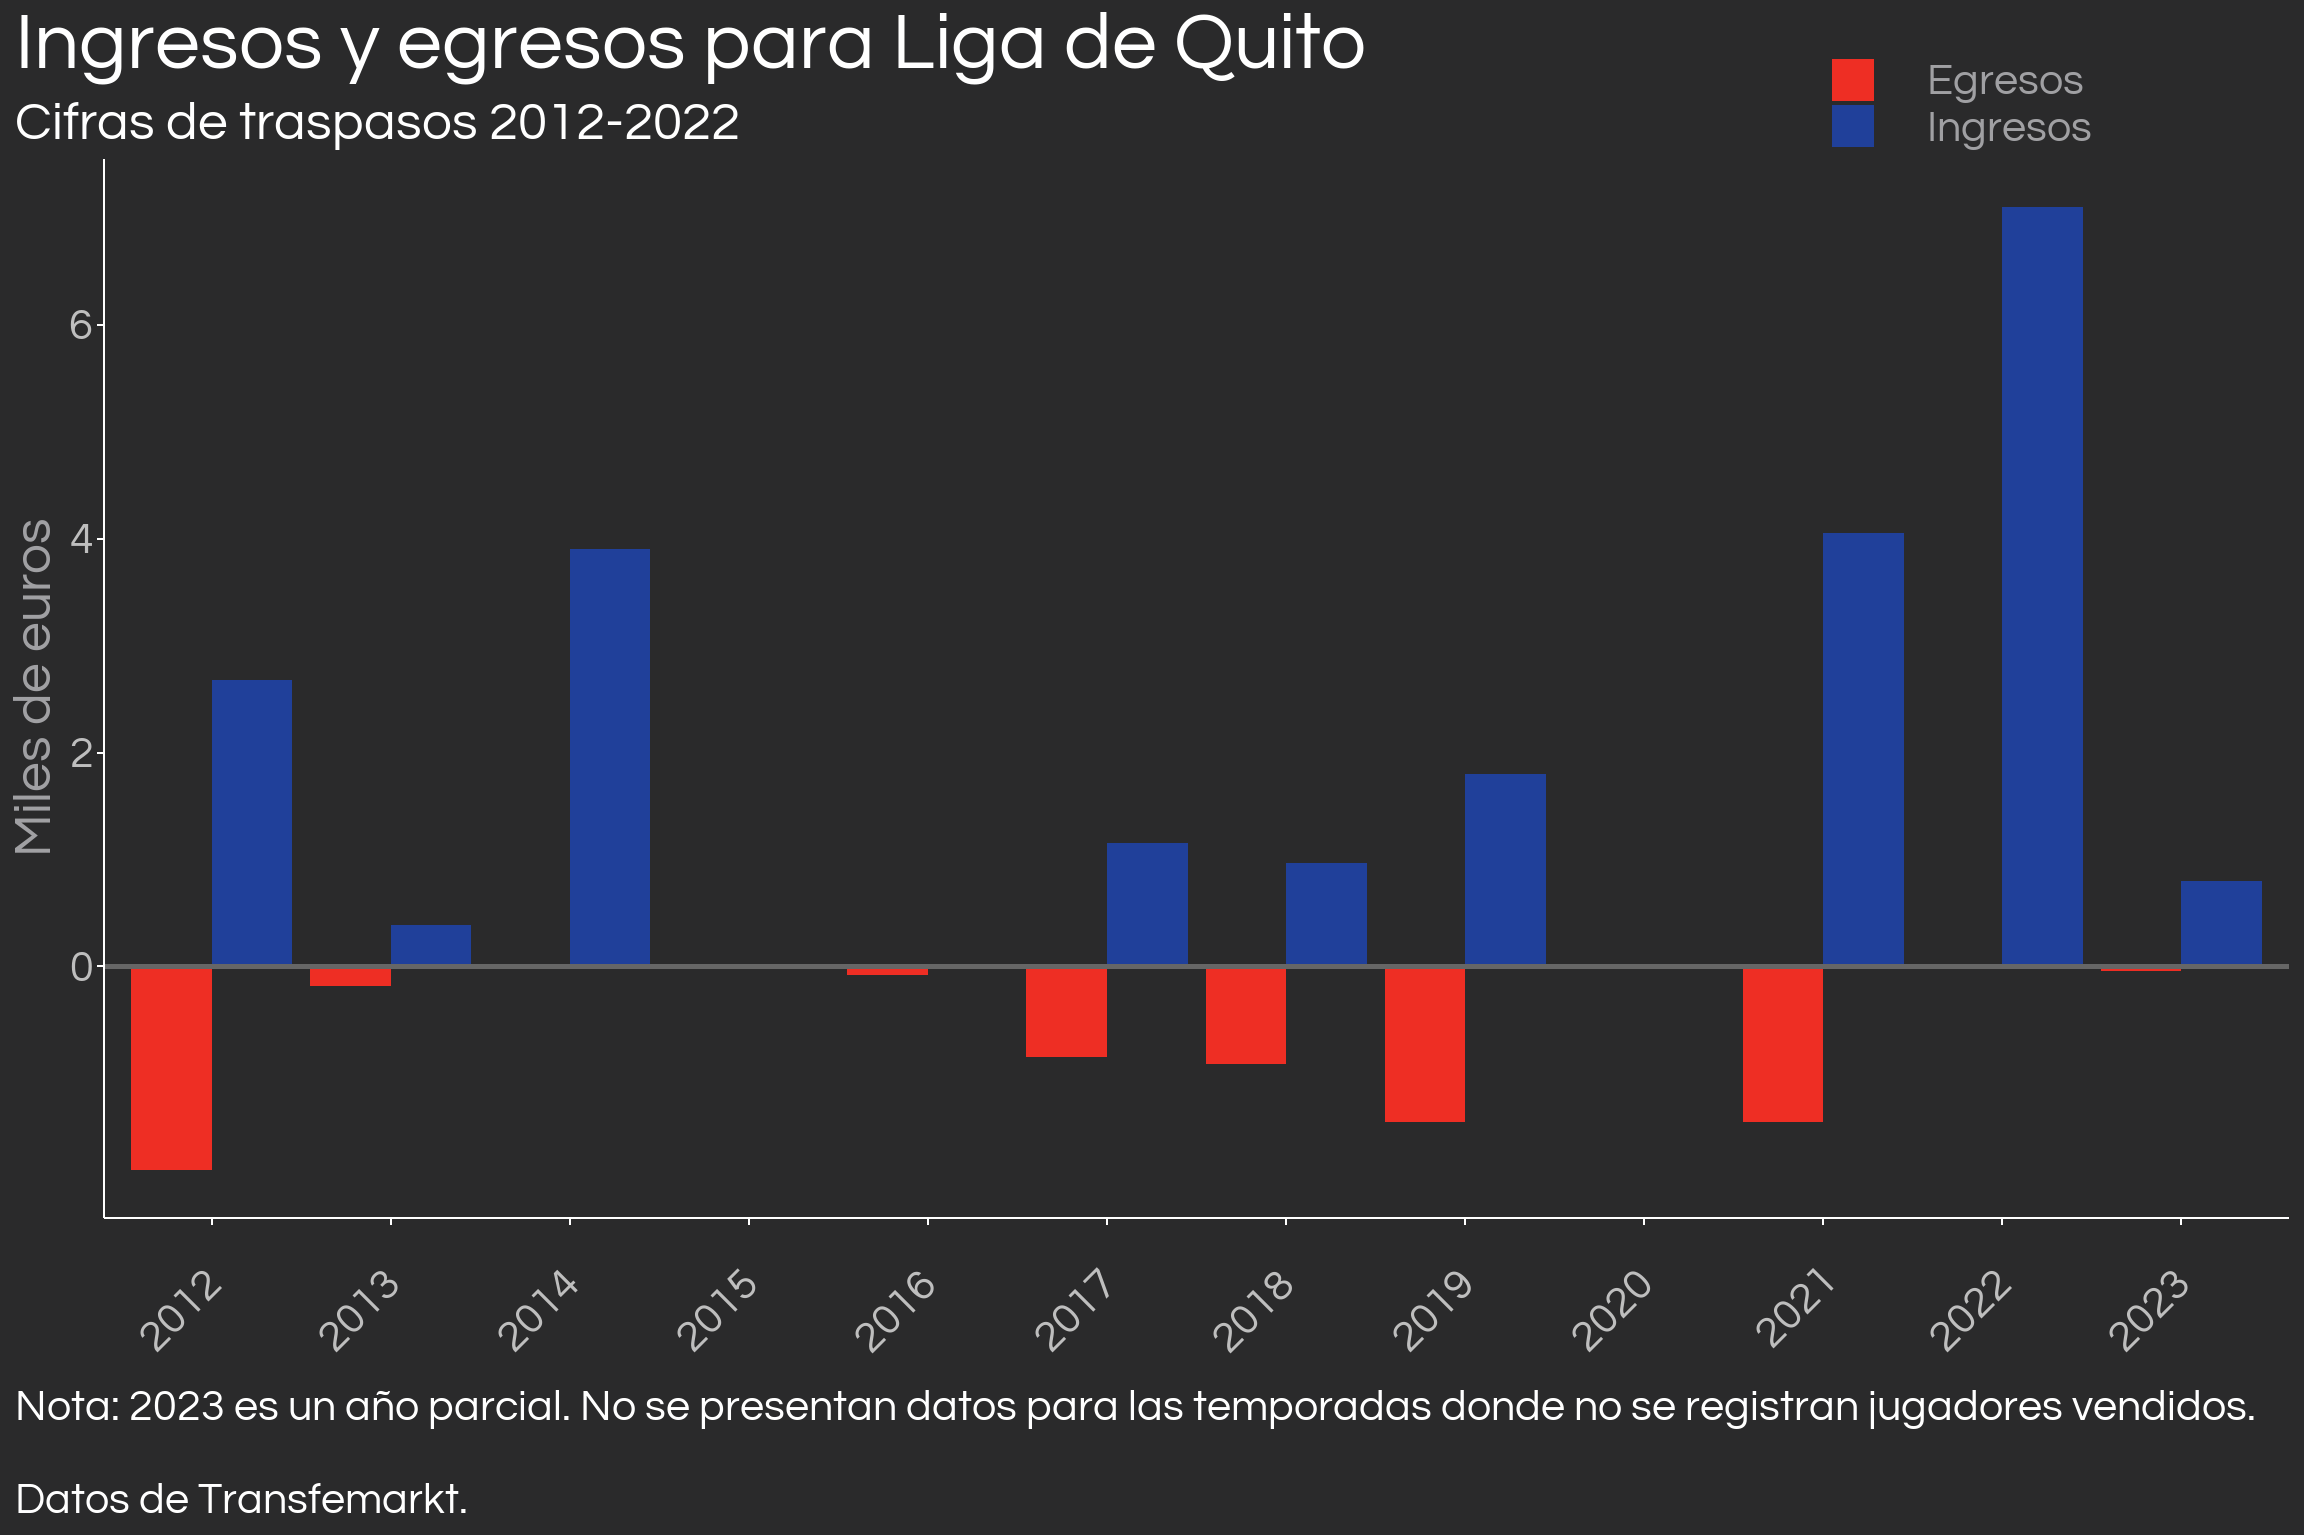 Ingresos y egresos para Liga de Quito
Cifras de traspasos 2012-2022
Egresos
Ingresos
Miles de euros
6
4
2
0
2012
2013
2014
2015
2016
2017
2018
2019
2020
2021
2022
2023
Nota: 2023 es un año parcial. No se presentan datos para las temporadas donde no se registran jugadores vendidos.
Datos de Transfemarkt.